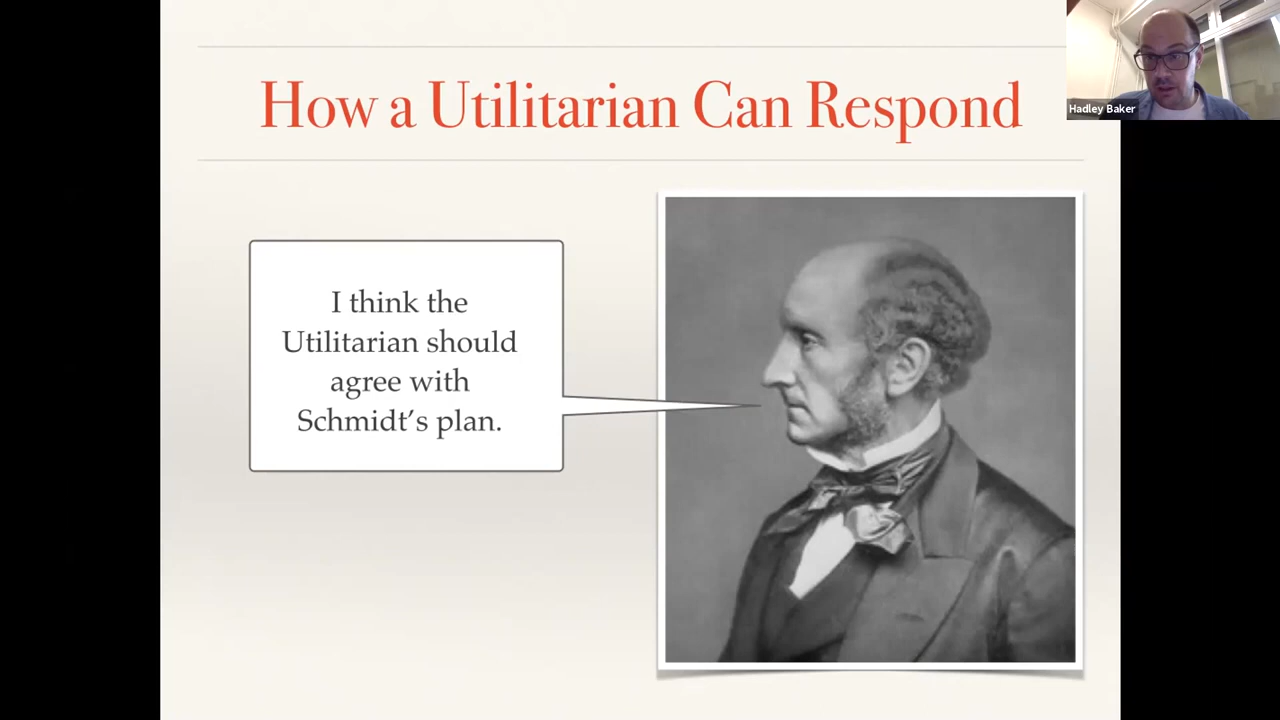 How a Utilitarian Can Respond
Hadley Baker
I think the
Utilitarian should
agree with
Schmidt’s plan.